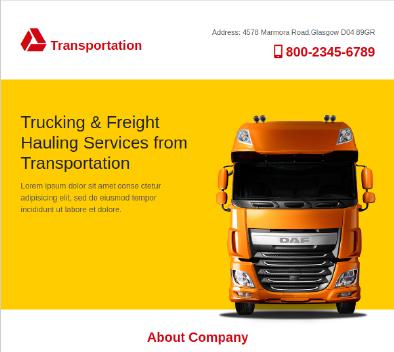 Address: 4578 Marmora Road,Glasgow D04 89GR
Transportation
800-2345-6789
Trucking & Freight
Hauling Services from
Transportation
Lorem ipsum dolor sit amet conse ctetur
adipisicing elit, sed do eiusmod tempor
incididunt ut labore et dolore.
DAF
About Company